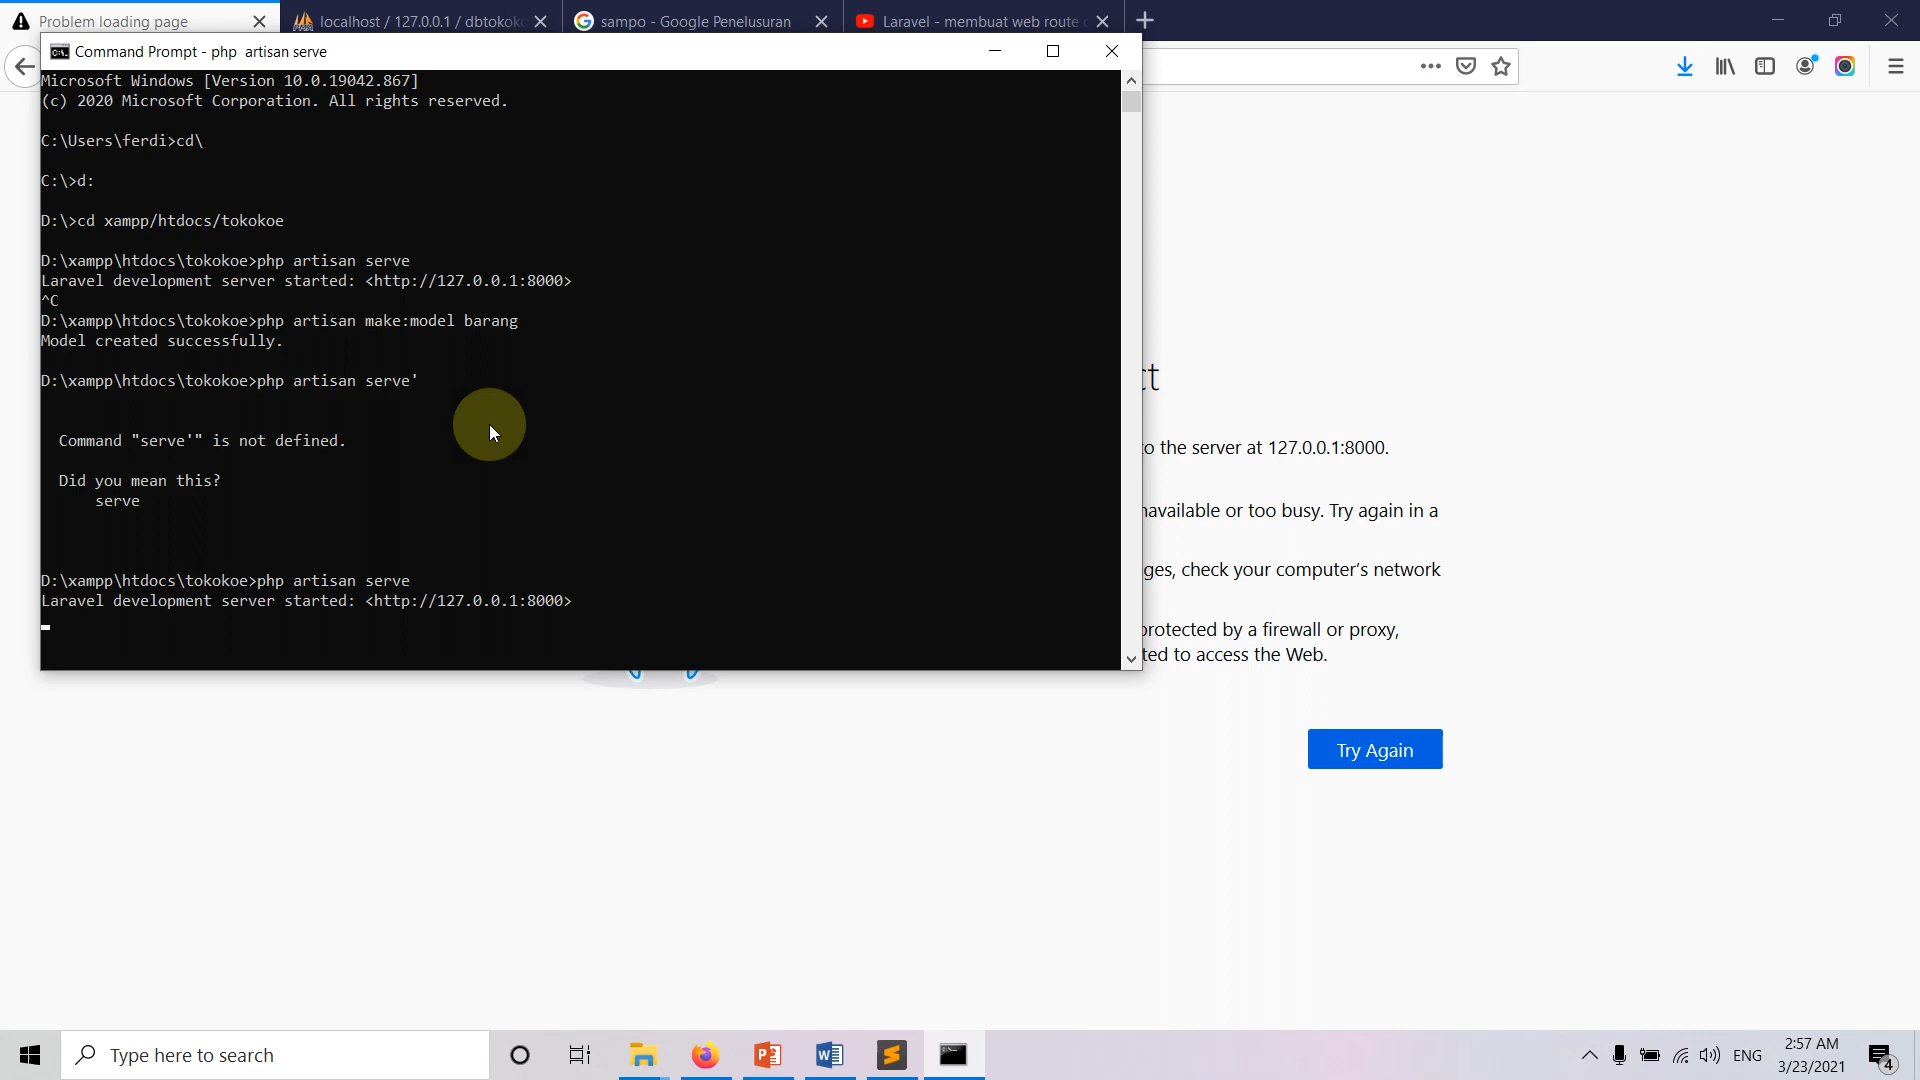 Problem loading page
localhost / 127.0.0.1 / dbtokok
sampo - Google Penelusuran
Laravel - membuat web route
Command Prompt - php  artisan serve
Microsoft Windows [Version 10.0.19042.867]
(c) 2020 Microsoft Corporation. All rights reserved.
C:\Users\ferdi>cd\
C:\>d:
D:\>cd xampp/htdocs/tokokoe
D:\xampp\htdocs\tokokoe>php artisan serve
Laravel development server started: <http://127.0.0.1:8000>
^C
D:\xampp\htdocs\tokokoe>php artisan make:model barang
Model created successfully.
D:\xampp\htdocs\tokokoe>php artisan serve'
Command "serve'" is not defined.
Did you mean this?
serve
D:\xampp\htdocs\tokokoe>php artisan serve
Laravel development server started: <http://127.0.0.1:8000>
ct
to the server at 127.0.0.1:8000.
navailable or too busy. Try again in a
ges, check your computer's network
protected by a firewall or proxy,
ted to access the Web.
Try Again
Type here to search
ENG
2:57 AM
3/23/2021
4